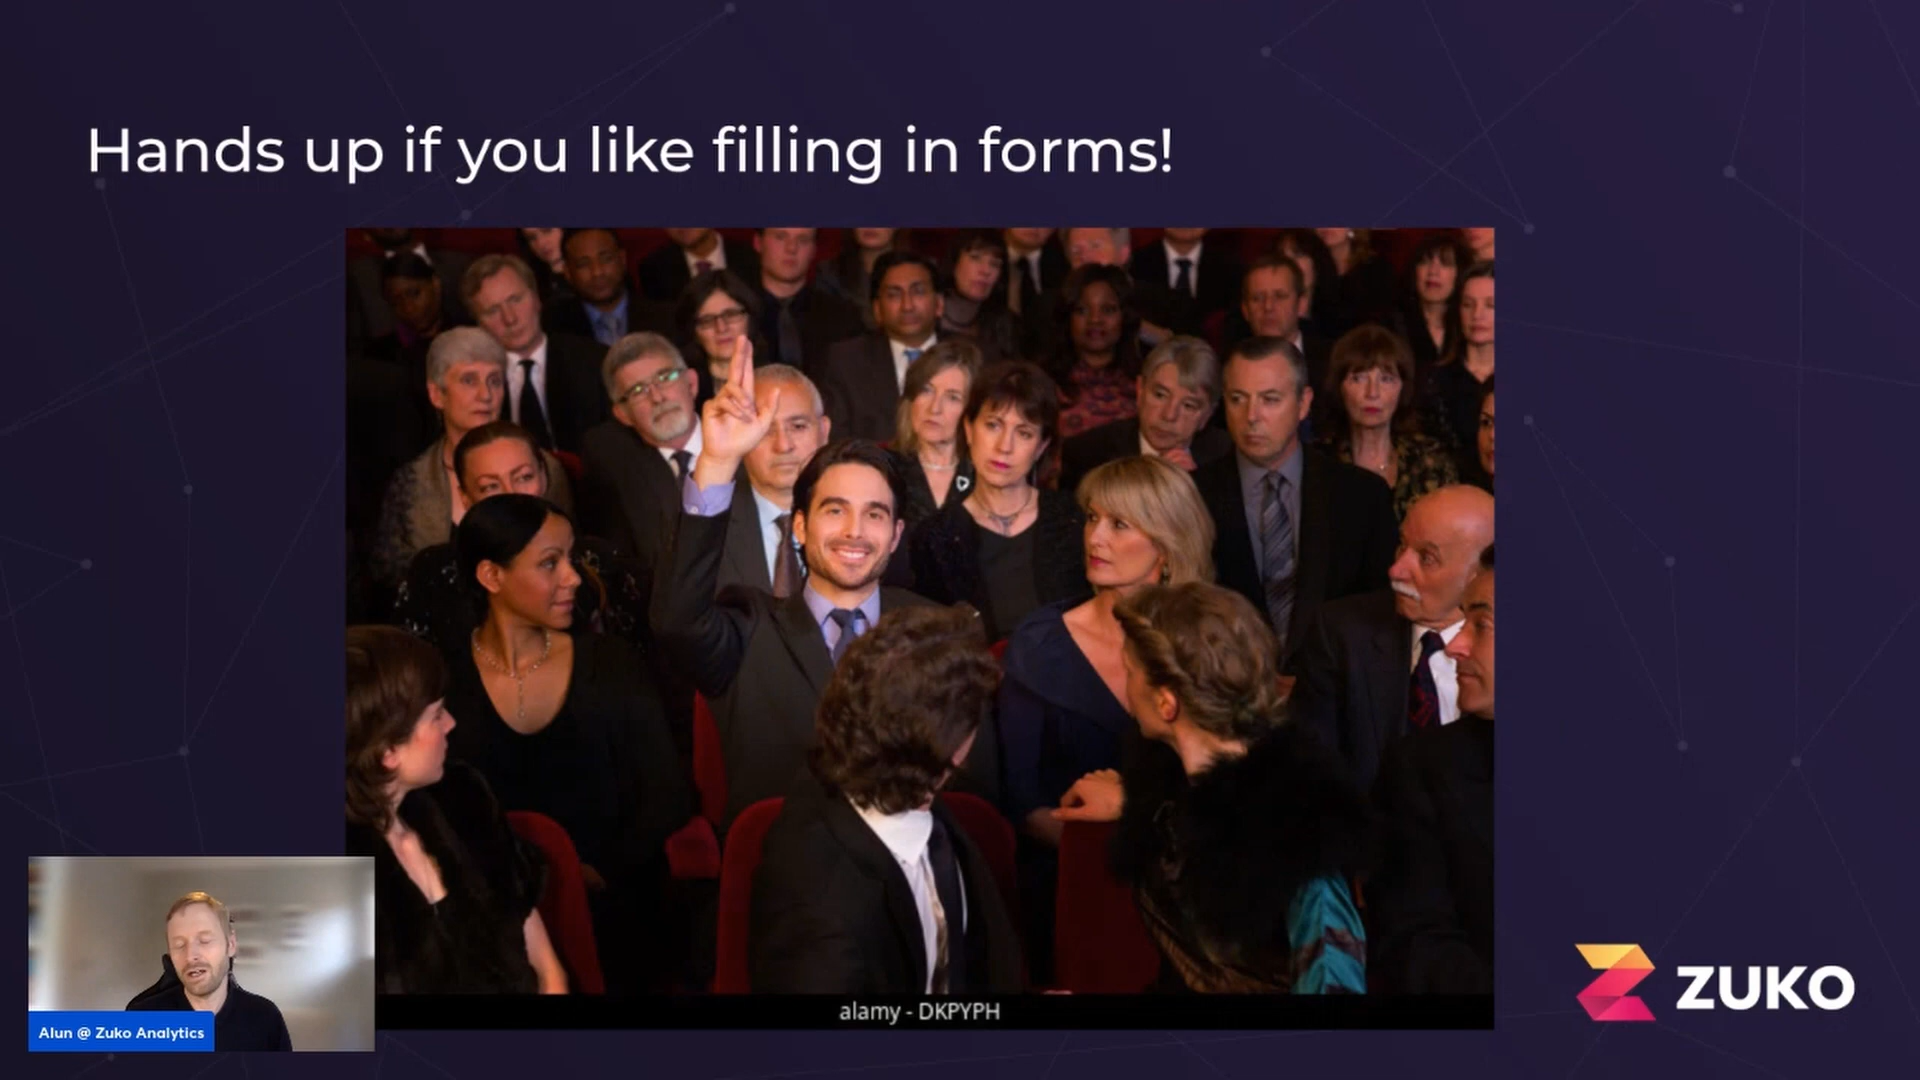 Hands up if you like filling in forms!
alamy - DKPYPH
Alun @ Zuko Analytics
ZUKO